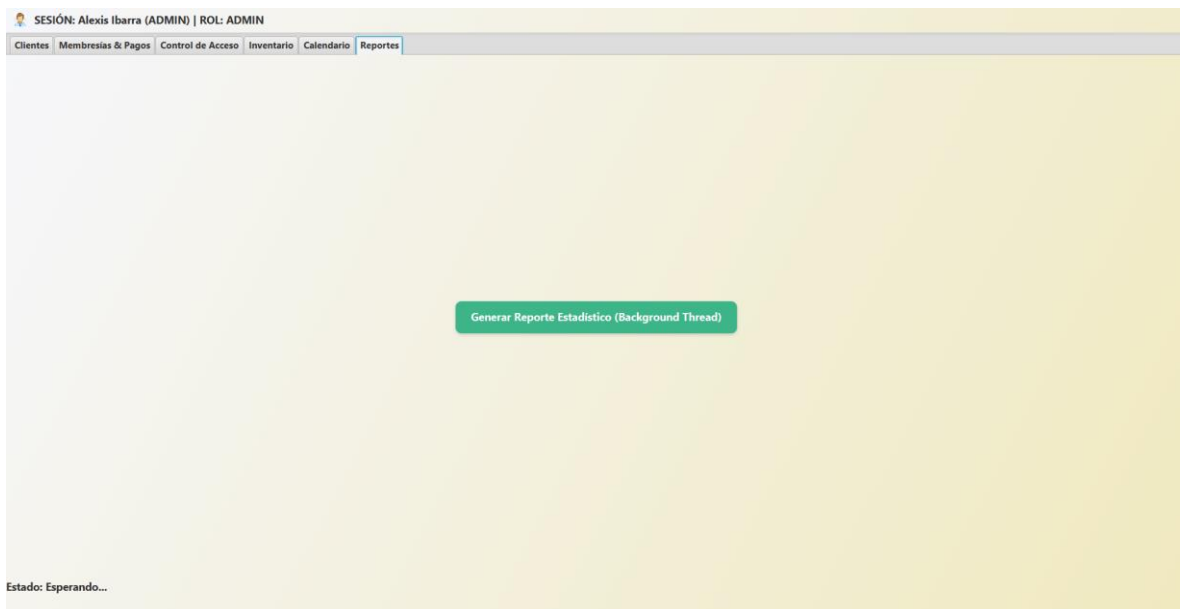 SESIÓN: Alexis Ibarra (ADMIN) | ROL: ADMIN
Clientes Membresías & Pagos Control de Acceso Inventario Calendario Reportes
Generar Reporte Estadístico (Background Thread)
Estado: Esperando...